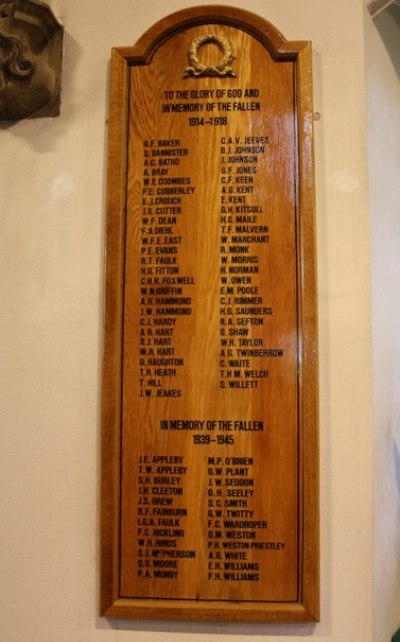 TO THE GLORY OF GOD AND
IN MEMORY OF THE FALLEN
1914-1918
G.F. BAKER
S. BANNISTER
A.C. BATHO
A. BRAY
W.E. COOMBES
F.E. CUBBERLEY
E.J. CROUCH
J.S. CUTTER
W.F. DEAN
F.A. DIEHL
W.F.E. EAST
P.E. EVANS
R.T. FAULK
H.G. FITTON
C.H.R. FOXWELL
W.N. GRIFFIN
A.H. HAMMOND
J.W. HAMMOND
C.J. HARDY
A.R. HART
S.J. HART
W.R. HART
G. HAUGHTON
T.H. HEATH
T. HILL
J.W. JEAKES
C.A.V. JEEVES
B.J. JOHNSON
J. JOHNSON
G.F. JONES
C.F. KEEN
A.G. KENT
E. KENT
G.H. KITSULL
H.C. MAILE
T.F. MALVERN
W. MARCHANT
R. MONK
W. MORRIS
H. NORMAN
W. OWEN
E.M. POOLE
C.J. RIMMER
H.G. SAUNDERS
R.A. SEFTON
G. SHAW
W.H. TAYLOR
A.G. TWINBERROW
C. WAITE
T.H.M. WELCH
S. WILLETT
IN MEMORY OF THE FALLEN
1939-1945
J.E. APPLEBY
T.W. APPLEBY
S.H. BURLEY
J.H. CLEETON
J.S. DREW
R.F. FAIRBURN
I.G.A. FAULK
F.C. HICKLING
W.H. HINDS
S.J. McPHERSON
D.S. MOORE
P.A. MUNBY
M.P. O'BRIEN
G.W. PLANT
J.W. SEDDON
G.H. SEELEY
S.C. SMITH
G.W. TWITTY
F.C. WARDROPER
D.M. WESTON
P.H. WESTON PRIESTLEY
A.G. WHITE
E.H. WILLIAMS
F.H. WILLIAMS